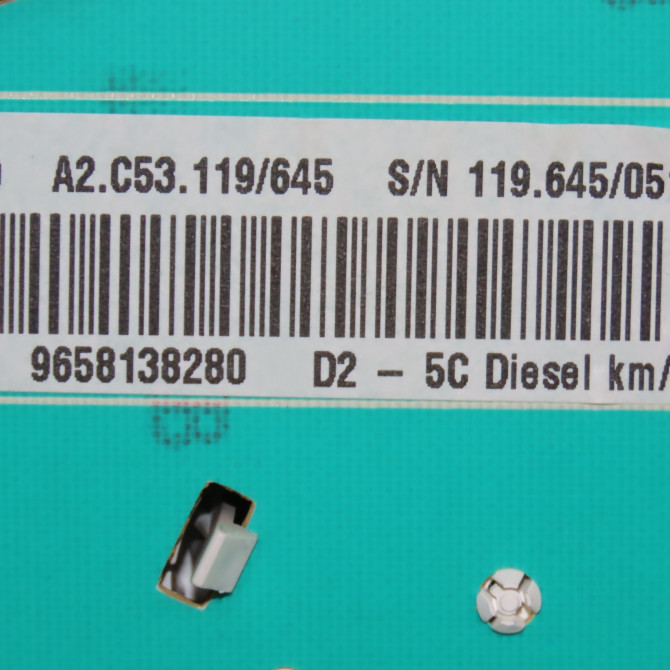 A2.C53.119/645 S/N 119.645/05
9658138280 D2 - 5C Diesel km/